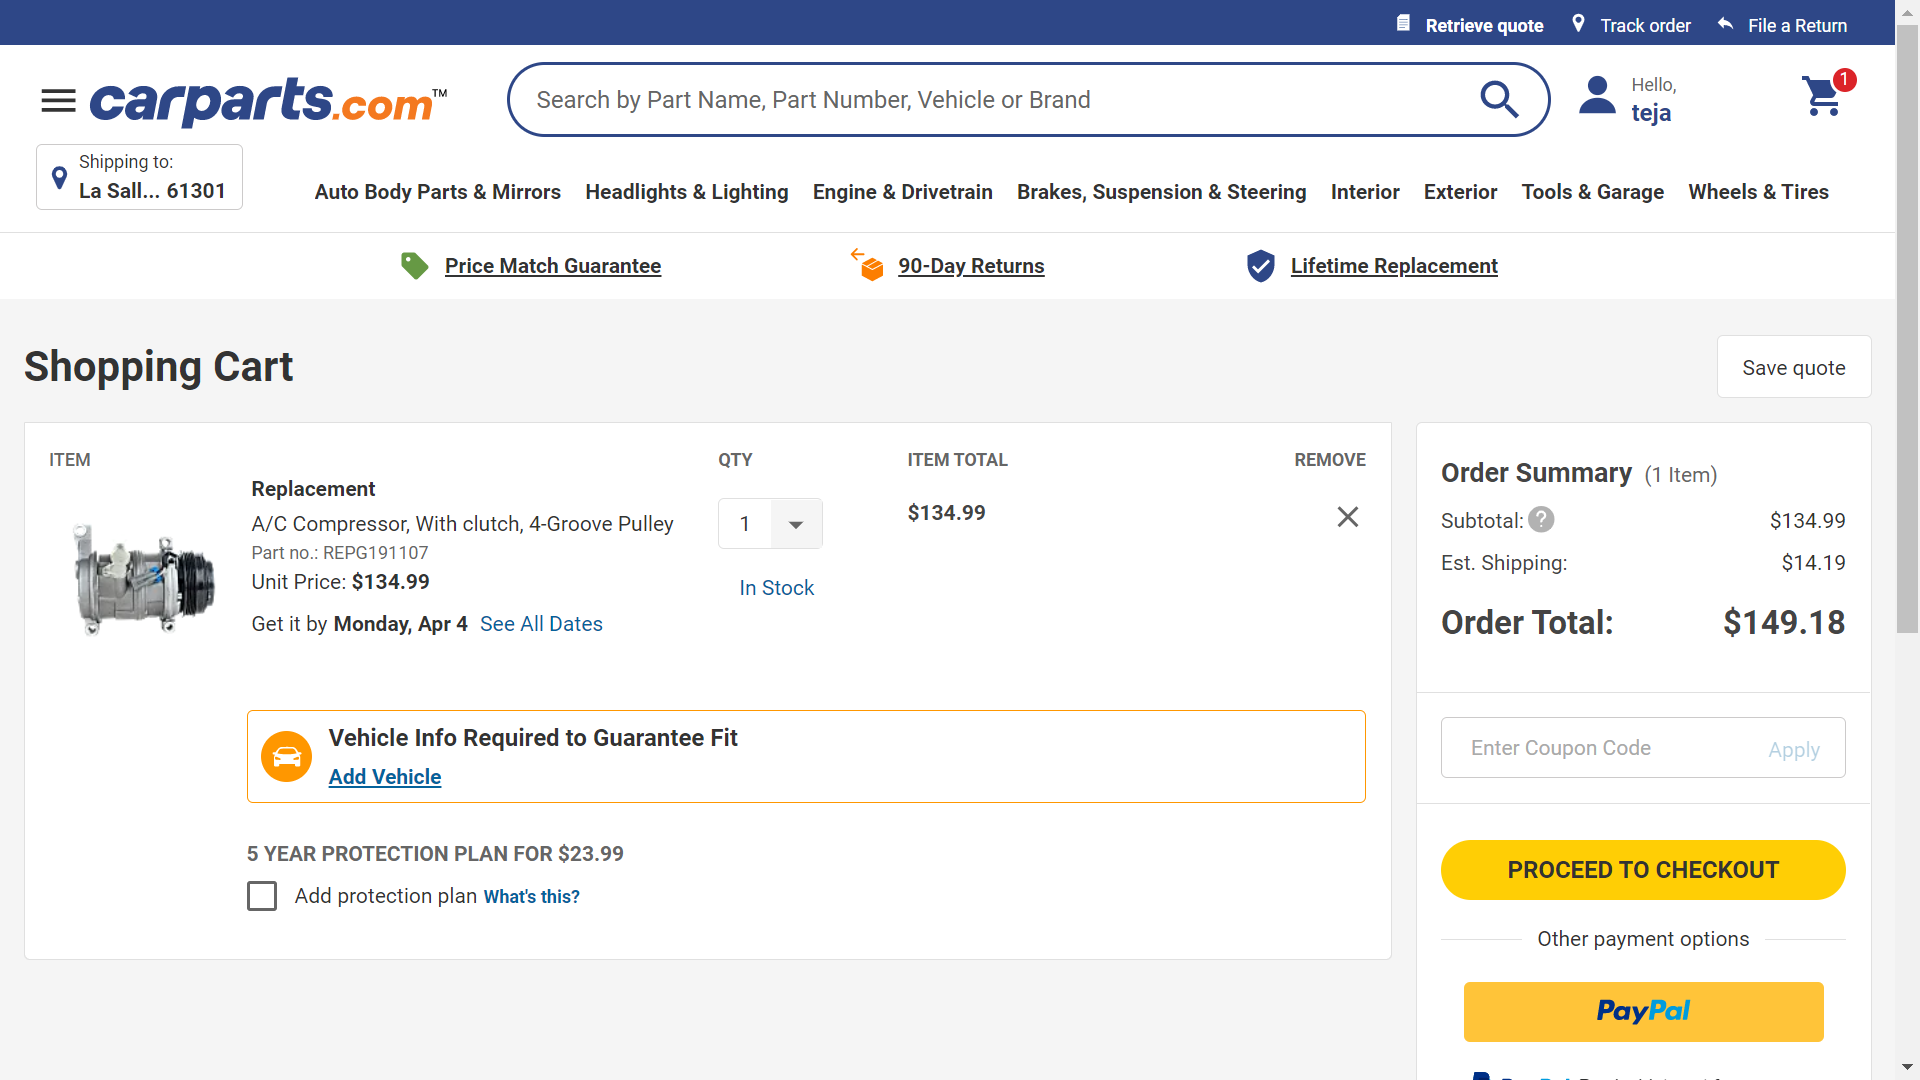 Retrieve quote
Track order
File a Return
carparts.com™
Search by Part Name, Part Number, Vehicle or Brand
Hello,
teja
1
Shipping to:
La Sall... 61301
Auto Body Parts & Mirrors
Headlights & Lighting
Engine & Drivetrain
Brakes, Suspension & Steering
Interior
Exterior
Tools & Garage
Wheels & Tires
Price Match Guarantee
90-Day Returns
Lifetime Replacement
Shopping Cart
Save quote
ITEM
QTY
ITEM TOTAL
REMOVE
Replacement
A/C Compressor, With clutch, 4-Groove Pulley
Part no.: REPG191107
Unit Price: $134.99
Get it by Monday, Apr 4 See All Dates
1
In Stock
$134.99
Vehicle Info Required to Guarantee Fit
Add Vehicle
5 YEAR PROTECTION PLAN FOR $23.99
Add protection plan What's this?
Order Summary (1 Item)
Subtotal: ? $134.99
Est. Shipping: $14.19
Order Total: $149.18
Enter Coupon Code
Apply
PROCEED TO CHECKOUT
Other payment options
PayPal